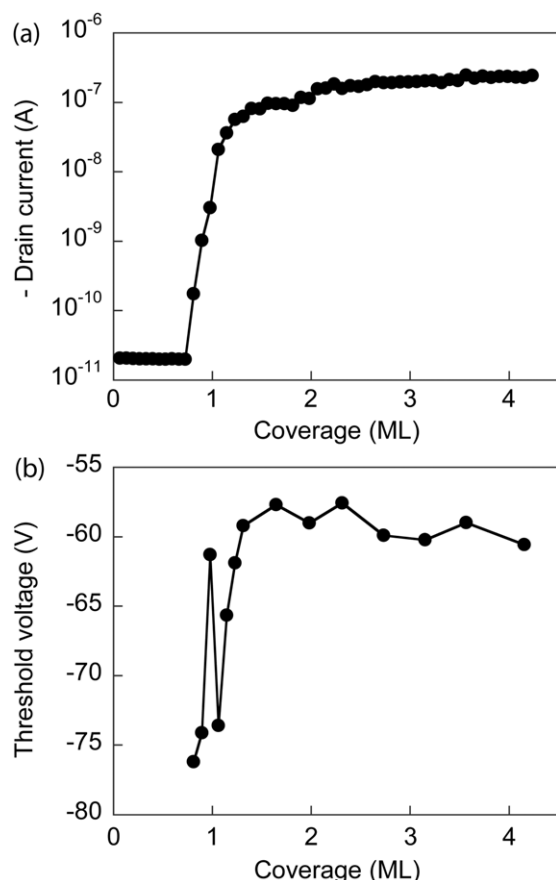 (a)
- Drain current (A)
10⁻⁶
10⁻⁷
10⁻⁸
10⁻⁹
10⁻¹⁰
10⁻¹¹
0 1 2 3 4
Coverage (ML)
(b)
Threshold voltage (V)
-55
-60
-65
-70
-75
-80
0 1 2 3 4
Coverage (ML)